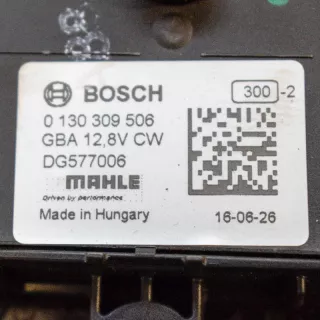 BOSCH 300 -2
0 130 309 506
GBA 12,8V CW
DG577006
MAHLE
Driven by performance
Made in Hungary 16-06-26